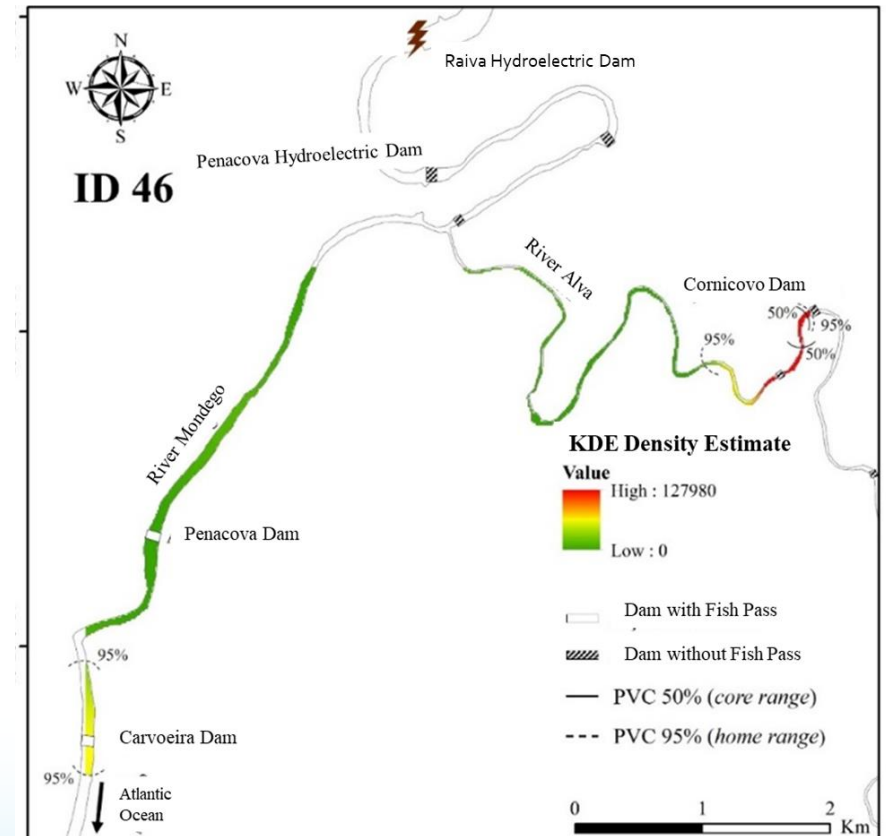 N
W E
S
ID 46
Raiva Hydroelectric Dam
Penacova Hydroelectric Dam
River Alva
Cornicovo Dam
50%
95%
50%
95%
River Mondego
KDE Density Estimate
Value
High : 127980
Low : 0
Penacova Dam
Dam with Fish Pass
Dam without Fish Pass
PVC 50% (core range)
PVC 95% (home range)
95%
Carvoeira Dam
95%
Atlantic
Ocean
0 1 2
Km